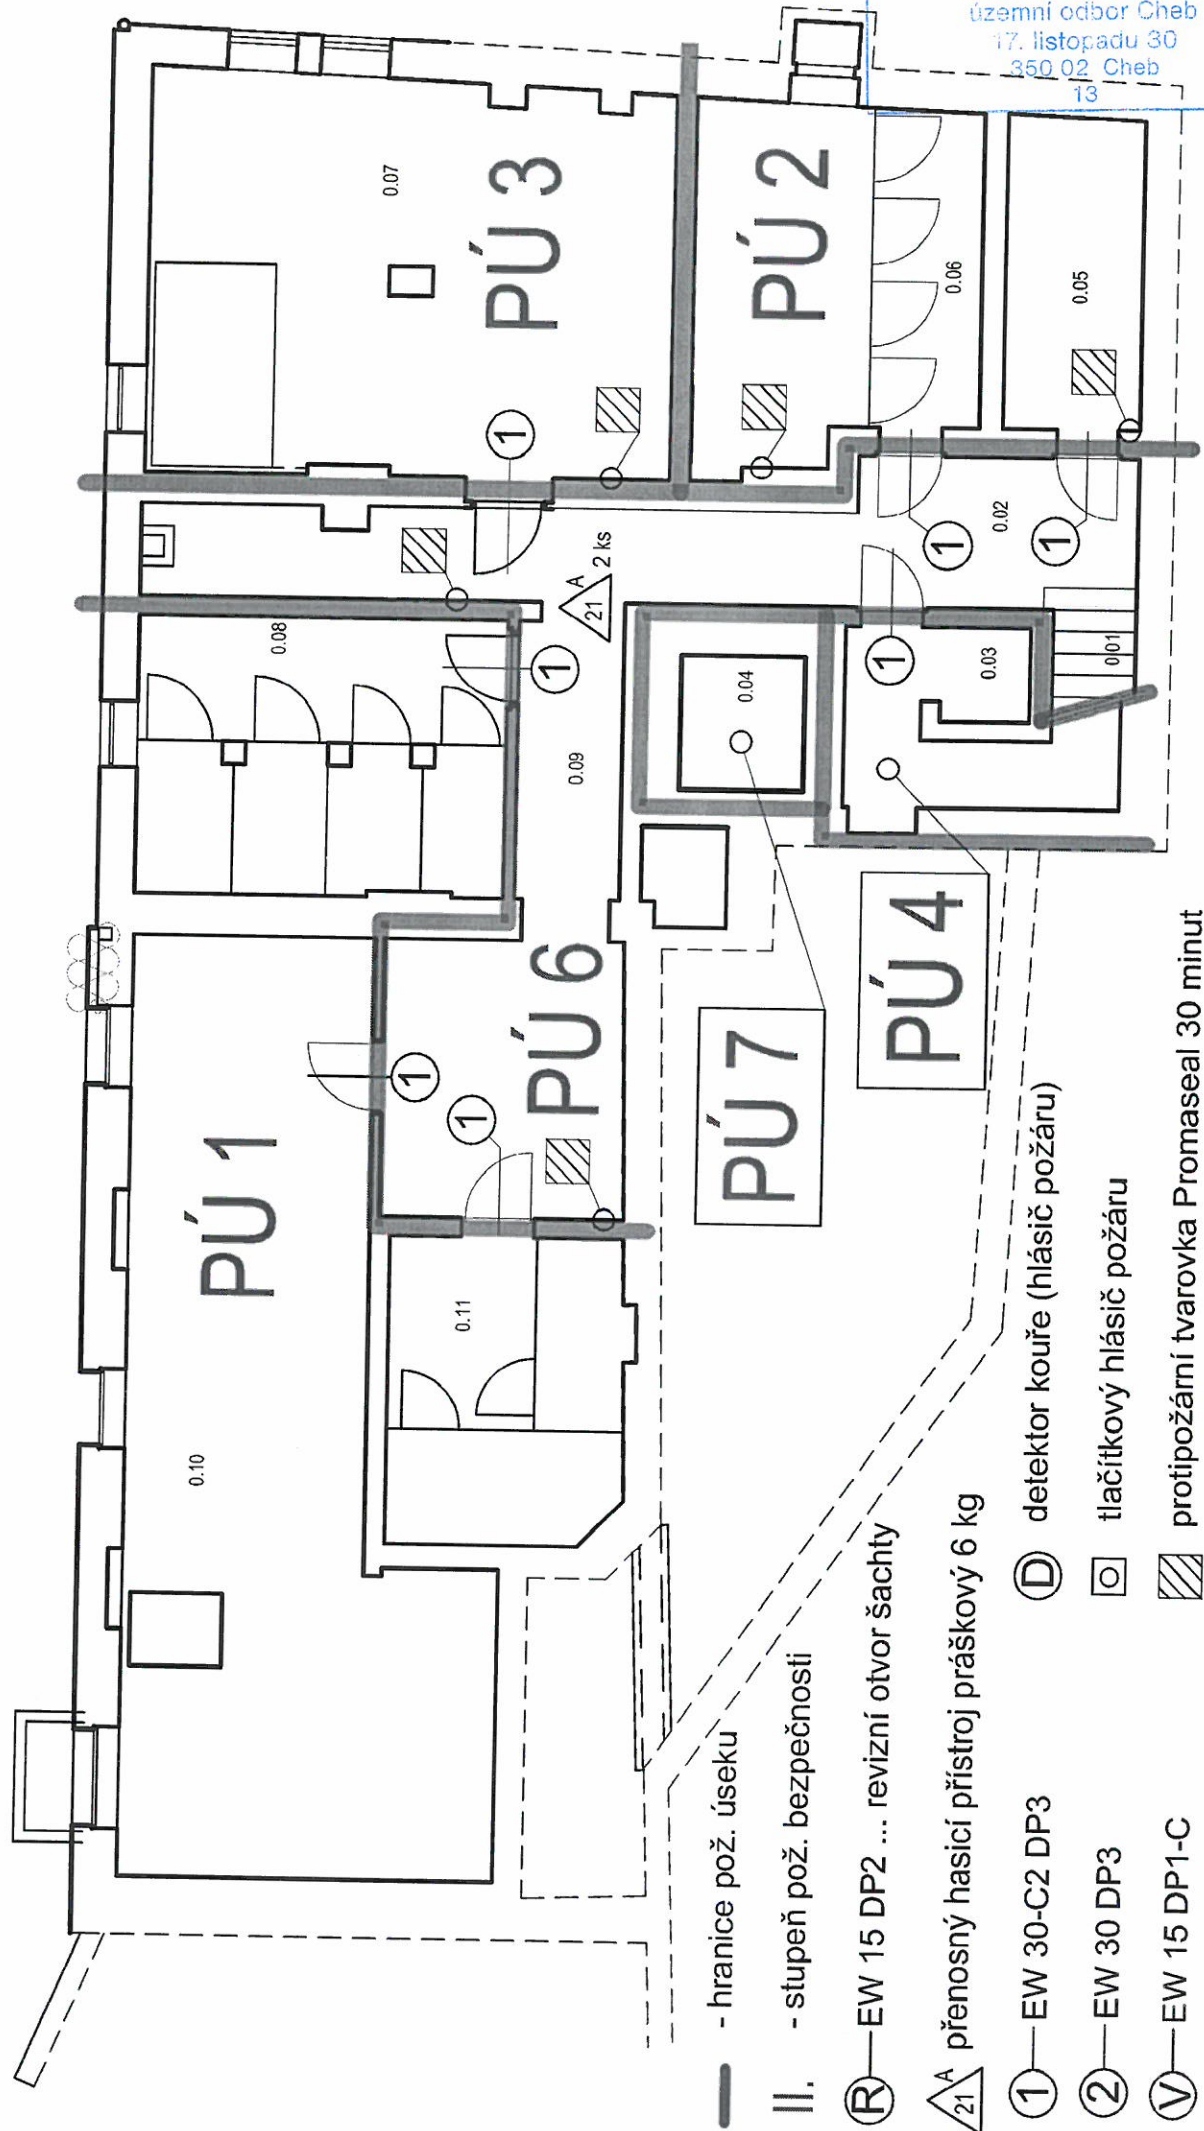 územní odbor Cheb
17. listopadu 30
350 02 Cheb
13
0.07
PÚ 3
PÚ 2
0.06
0.05
1
21 A 2 ks
0.02
1
1
0.08
1
0.04
1
0.03
0.01
0.09
PÚ 6
1
1
PÚ 7
PÚ 4
PÚ 1
0.11
0.10
- hranice pož. úseku
III. - stupeň pož. bezpečnosti
R EW 15 DP2 ... revizní otvor šachty
21 A přenosný hasicí přístroj práškový 6 kg
1 EW 30-C2 DP3
2 EW 30 DP3
V EW 15 DP1-C
D detektor kouře (hlásič požáru)
tlačítkový hlásič požáru
protipožární tvarovka Promaseal 30 minut